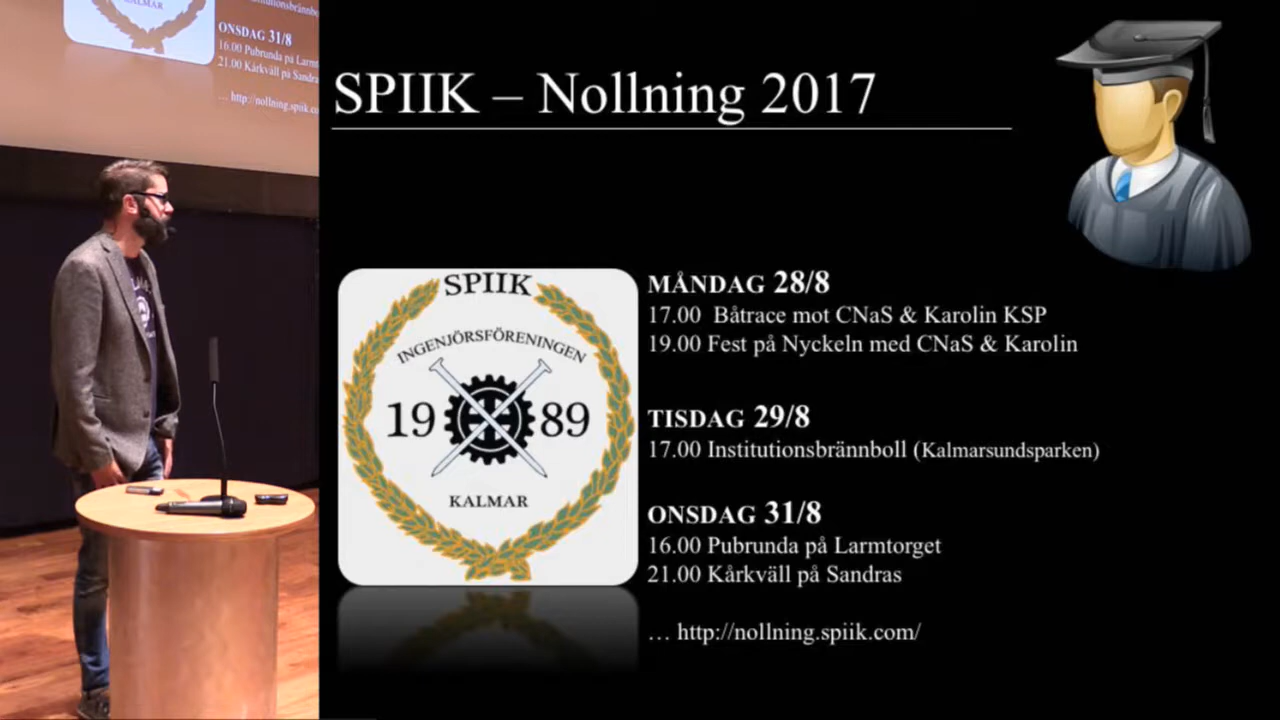 KALMAR
ONSDAG 31/8
16.00 Pubrunda på Larm
21.00 Kårkväll på Sandra
… http://nollning.spiik.co
SPIIK – Nollning 2017
SPIIK
INGENJÖRSFÖRENINGEN
19 89
KALMAR
MÅNDAG 28/8
17.00 Båtrace mot CNaS & Karolin KSP
19.00 Fest på Nyckeln med CNaS & Karolin
TISDAG 29/8
17.00 Institutionsbrännboll (Kalmarsundsparken)
ONSDAG 31/8
16.00 Pubrunda på Larmtorget
21.00 Kårkväll på Sandras
… http://nollning.spiik.com/